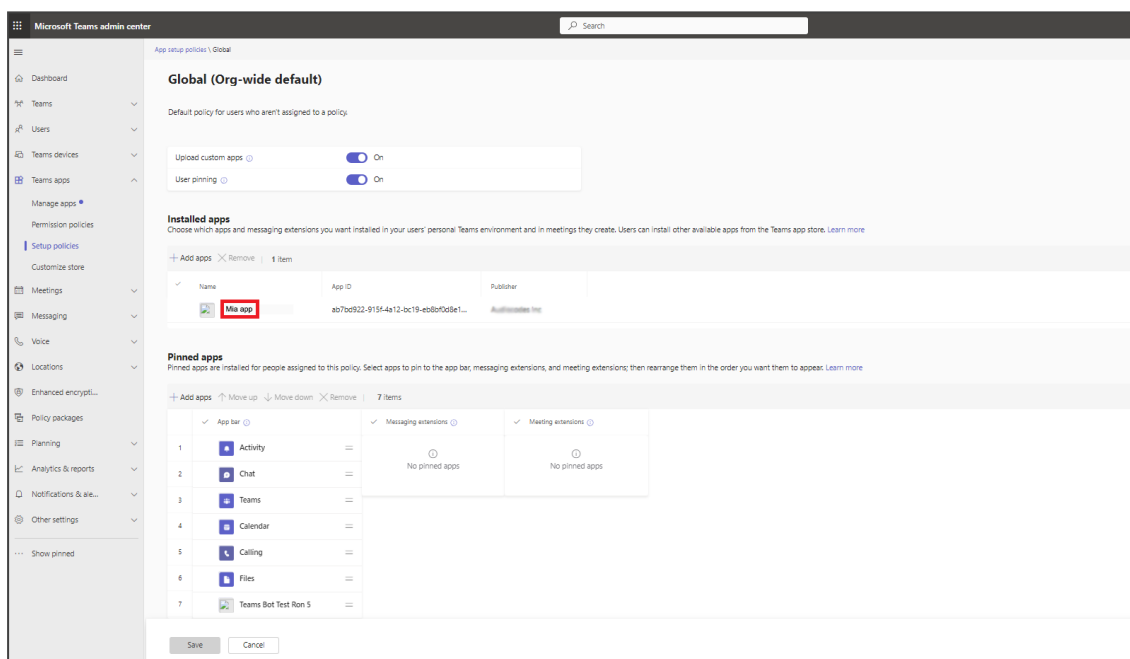 Microsoft Teams admin center
Search
App setup policies \ Global
Dashboard
Teams
Users
Teams devices
Teams apps
Manage apps
Permission policies
Setup policies
Customize store
Meetings
Messaging
Voice
Locations
Enhanced encrypti...
Policy packages
Planning
Analytics & reports
Notifications & ale...
Other settings
Show pinned
Global (Org-wide default)
Default policy for users who aren't assigned to a policy.
Upload custom apps On
User pinning On
Installed apps
Choose which apps and messaging extensions you want installed in your users' personal Teams environment and in meetings they create. Users can install other available apps from the Teams app store. Learn more
Add apps Remove 1 item
Name App ID Publisher
Mia app ab7bd922-915f-4a12-bc19-eb8bf0d8e1...
Pinned apps
Pinned apps are installed for people assigned to this policy. Select apps to pin to the app bar, messaging extensions, and meeting extensions; then rearrange them in the order you want them to appear. Learn more
Add apps Move up Move down Remove 7 items
App bar Messaging extensions Meeting extensions
1 Activity
2 Chat
3 Teams
4 Calendar
5 Calling
6 Files
7 Teams Bot Test Ron 5
No pinned apps
No pinned apps
Save Cancel